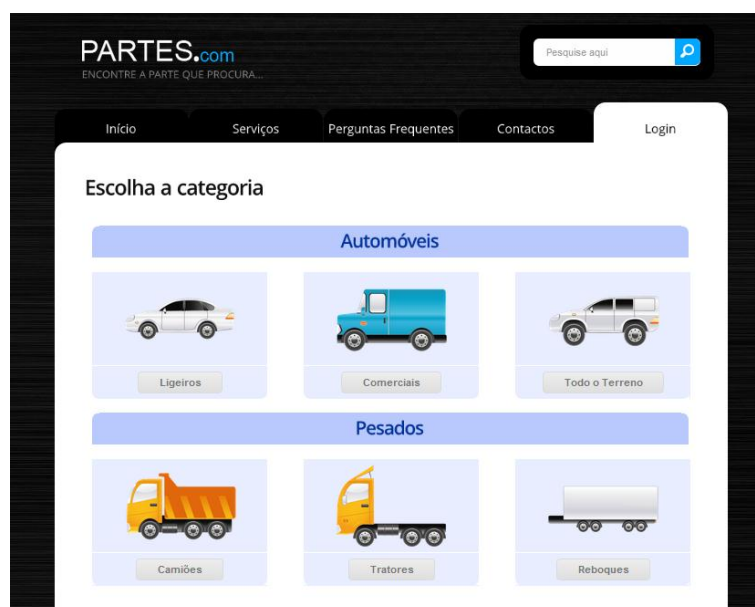 PARTES.com
ENCONTRE A PARTE QUE PROCURA...
Pesquise aqui
Início Serviços Perguntas Frequentes Contactos Login
Escolha a categoria
Automóveis
Ligeiros Comerciais Todo o Terreno
Pesados
Camiões Tratores Reboques